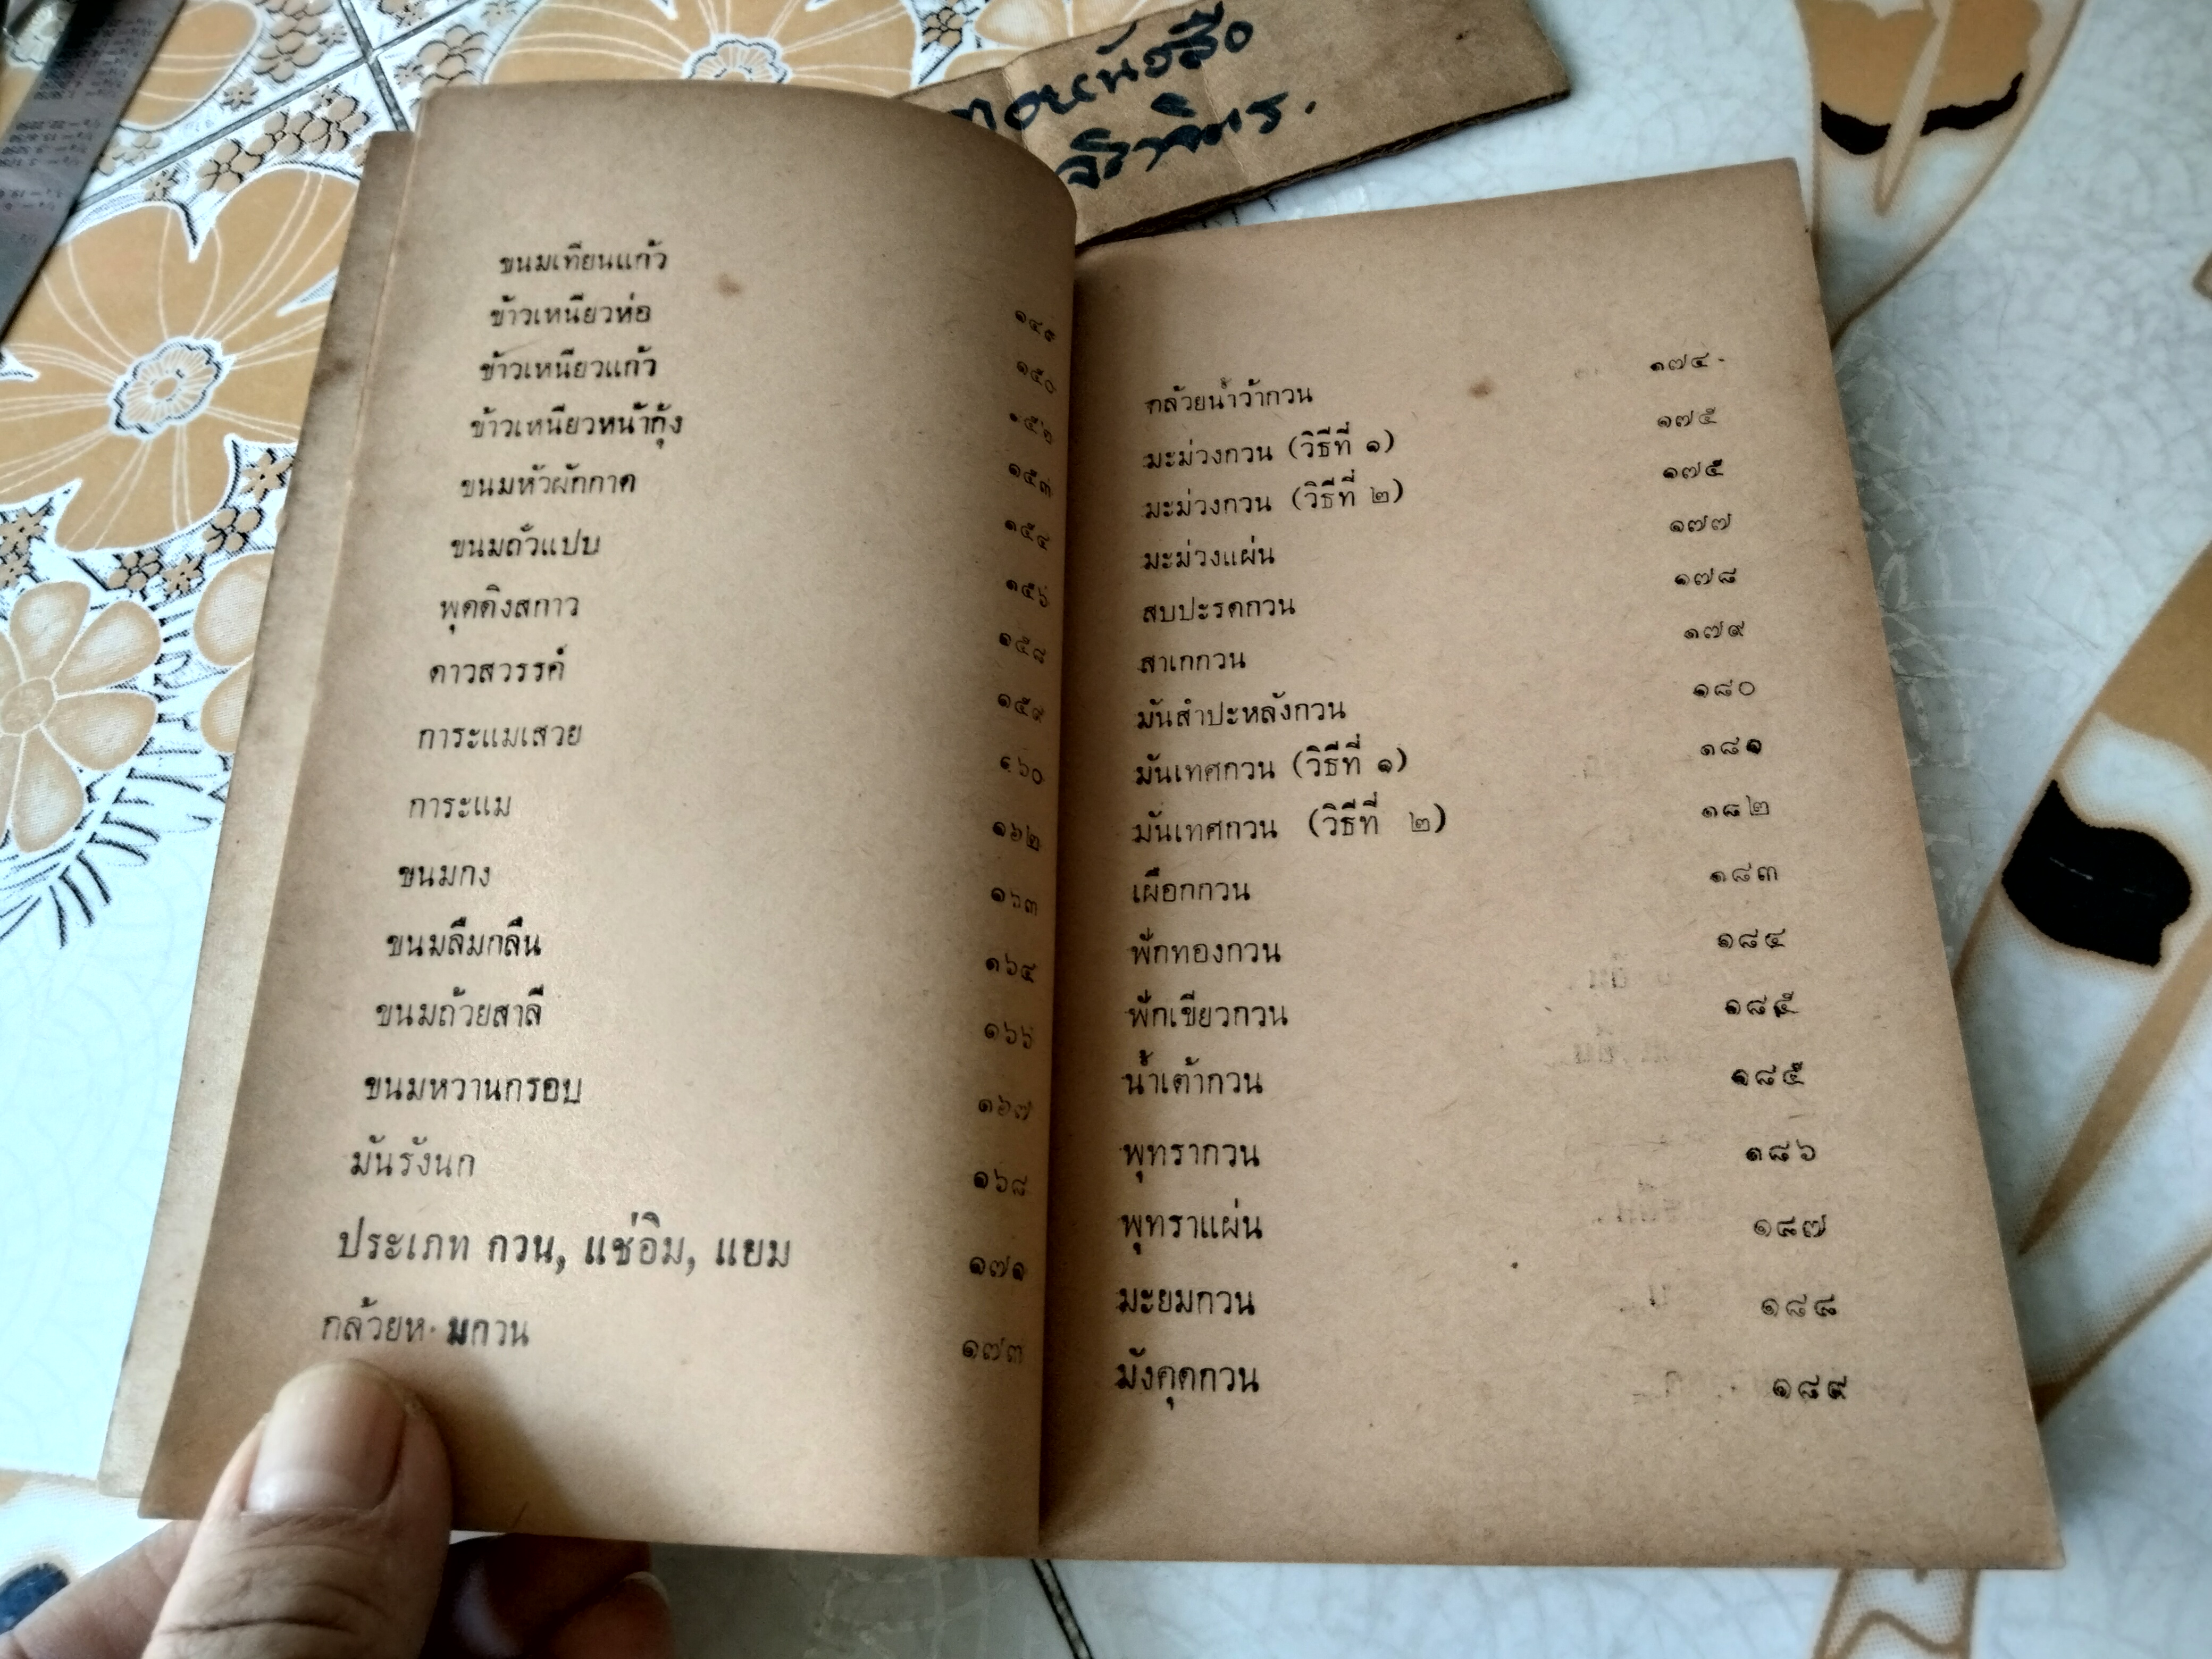 ขนมเทียนแก้ว ๑๔๙
ข้าวเหนียวห่อ ๑๕๐
ข้าวเหนียวแก้ว ๑๕๒
ข้าวเหนียวหน้ากุ้ง ๑๕๓
ขนมหัวผักกาด ๑๕๔
ขนมถั่วแปบ ๑๕๖
พุดดิงสกาว ๑๕๘
ดาวสวรรค์ ๑๕๙
การะแมเสวย ๑๖๐
การะแม ๑๖๒
ขนมกง ๑๖๓
ขนมลืมกลืน ๑๖๔
ขนมถ้วยสาลี ๑๖๖
ขนมหวานกรอบ ๑๖๗
มันรังนก ๑๖๘
ประเภท กวน, แช่อิ่ม, แยม ๑๗๑
กล้วยห มกวน ๑๗๓
กล้วยน้ำว้ากวน ๑๗๔
มะม่วงกวน (วิธีที่ ๑) ๑๗๕
มะม่วงกวน (วิธีที่ ๒) ๑๗๕
มะม่วงแผ่น ๑๗๗
สบปะรดกวน ๑๗๘
สาเกกวน ๑๗๙
มันสำปะหลังกวน ๑๘๐
มันเทศกวน (วิธีที่ ๑) ๑๘๑
มันเทศกวน (วิธีที่ ๒) ๑๘๒
เผือกกวน ๑๘๓
ฟักทองกวน ๑๘๔
ฟักเขียวกวน ๑๘๕
น้ำเต้ากวน ๑๘๕
พุทรากวน ๑๘๖
พุทราแผ่น ๑๘๗
มะยมกวน ๑๘๘
มังคุดกวน ๑๘๙